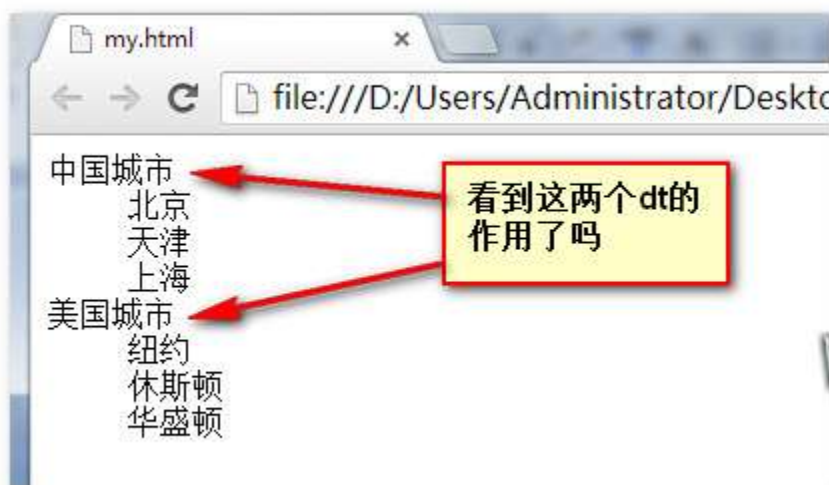 my.html
file:///D:/Users/Administrator/Deskto
中国城市
北京
天津
上海
美国城市
纽约
休斯顿
华盛顿
看到这两个dt的
作用了吗